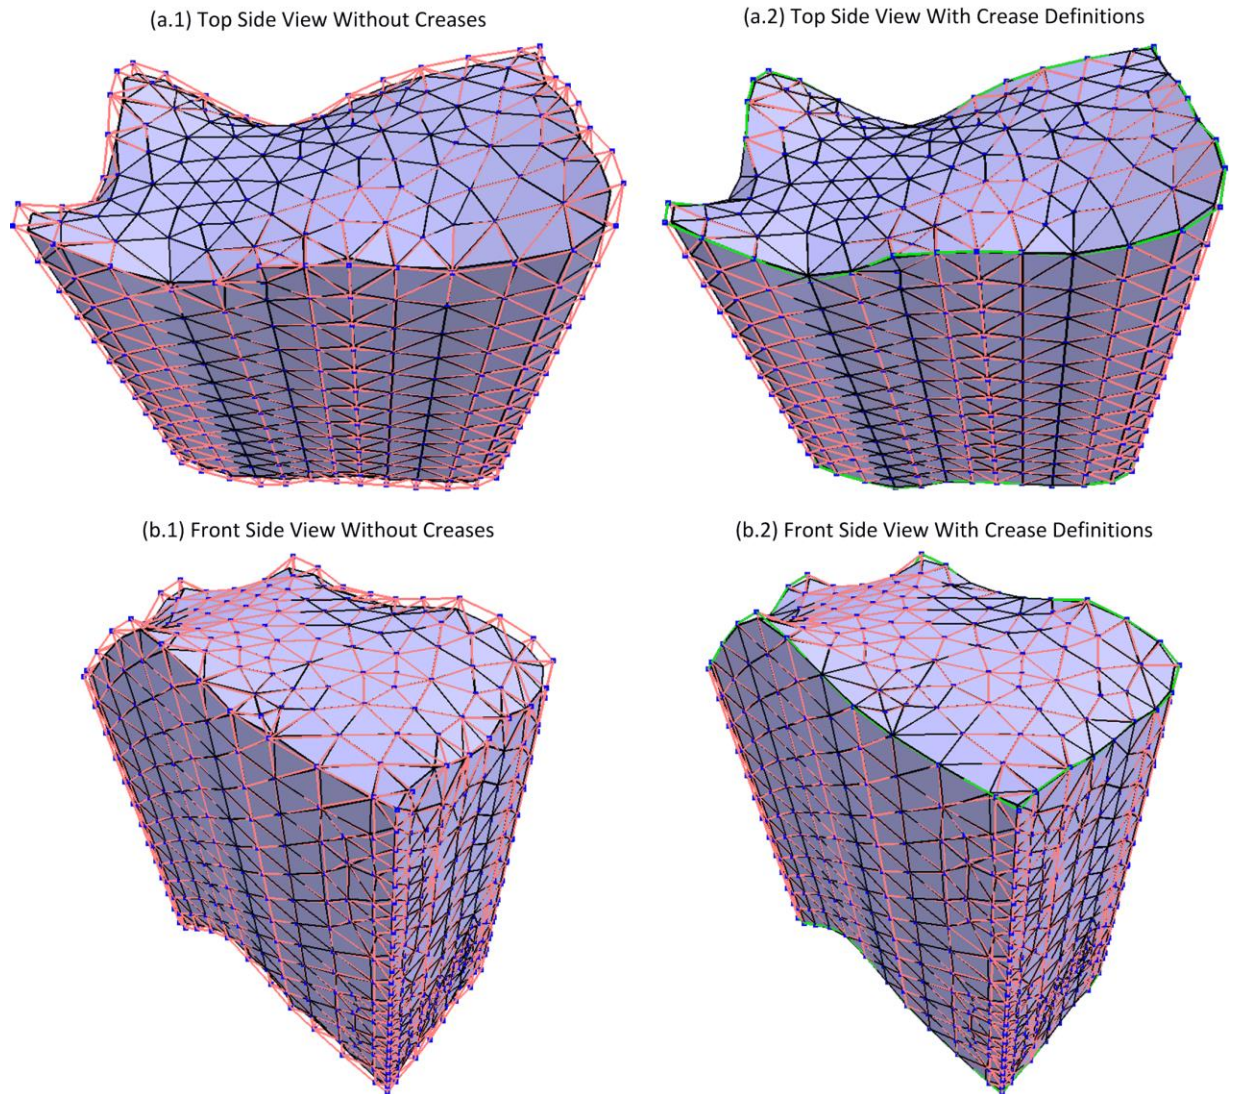 (a.1) Top Side View Without Creases
(a.2) Top Side View With Crease Definitions
(b.1) Front Side View Without Creases
(b.2) Front Side View With Crease Definitions